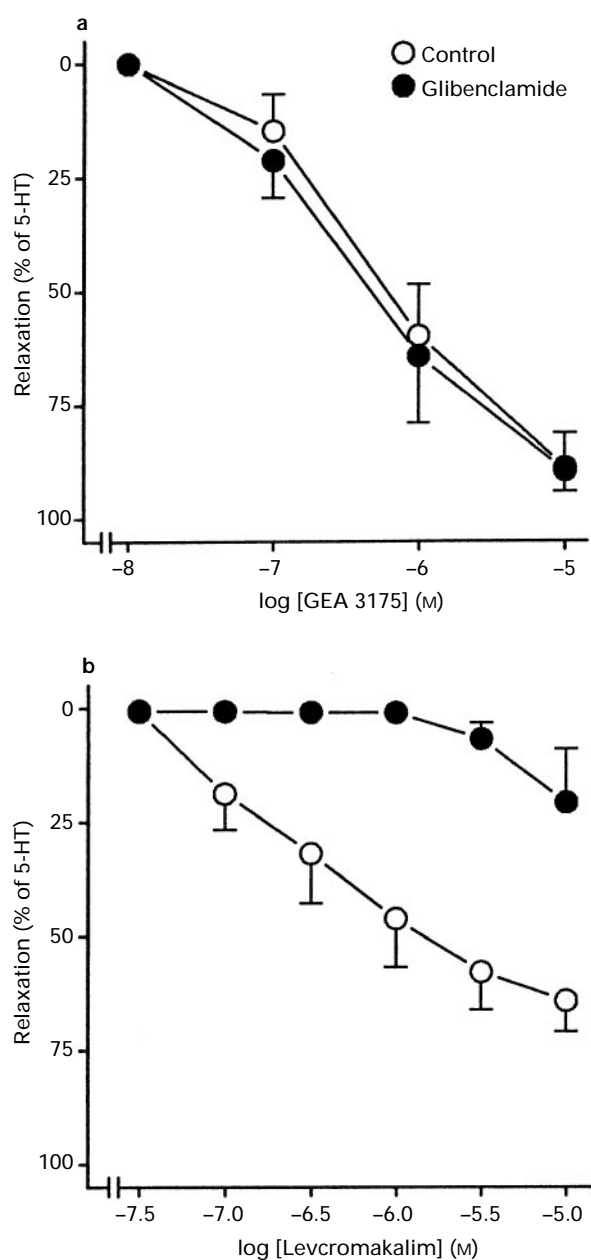 a
Control
Glibenclamide
0
25
50
75
100
Relaxation (% of 5-HT)
–8
–7
–6
–5
log [GEA 3175] (M)
b
0
25
50
75
100
Relaxation (% of 5-HT)
–7.5
–7.0
–6.5
–6.0
–5.5
–5.0
log [Levcromakalim] (M)